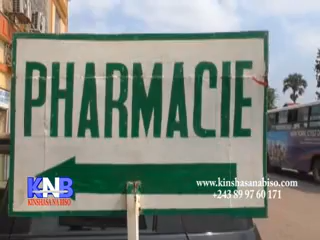 PHARMACIE
KNB
KINSHASA NA BISO
www.kinshasanabiso.com
+243 89 97 60 171